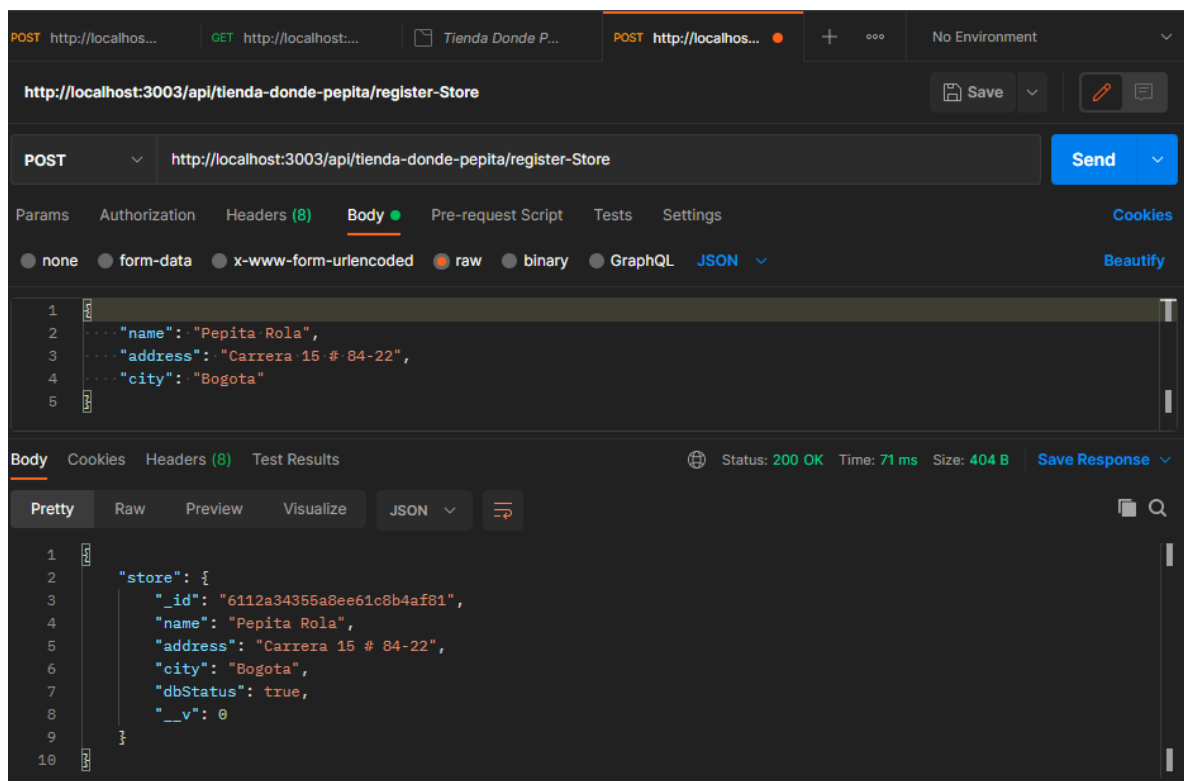 POST http://localhos... GET http://localhost:... Tienda Donde P... POST http://localhos... + ooo No Environment
http://localhost:3003/api/tienda-donde-pepita/register-Store Save
POST http://localhost:3003/api/tienda-donde-pepita/register-Store Send
Params Authorization Headers (8) Body Pre-request Script Tests Settings Cookies
none form-data x-www-form-urlencoded raw binary GraphQL JSON Beautify
1 {
2 "name": "Pepita Rola",
3 "address": "Carrera 15 # 84-22",
4 "city": "Bogota"
5 }
Body Cookies Headers (8) Test Results Status: 200 OK Time: 71 ms Size: 404 B Save Response
Pretty Raw Preview Visualize JSON
1 {
2 "store": {
3 "_id": "6112a34355a8ee61c8b4af81",
4 "name": "Pepita Rola",
5 "address": "Carrera 15 # 84-22",
6 "city": "Bogota",
7 "dbStatus": true,
8 "__v": 0
9 }
10 }